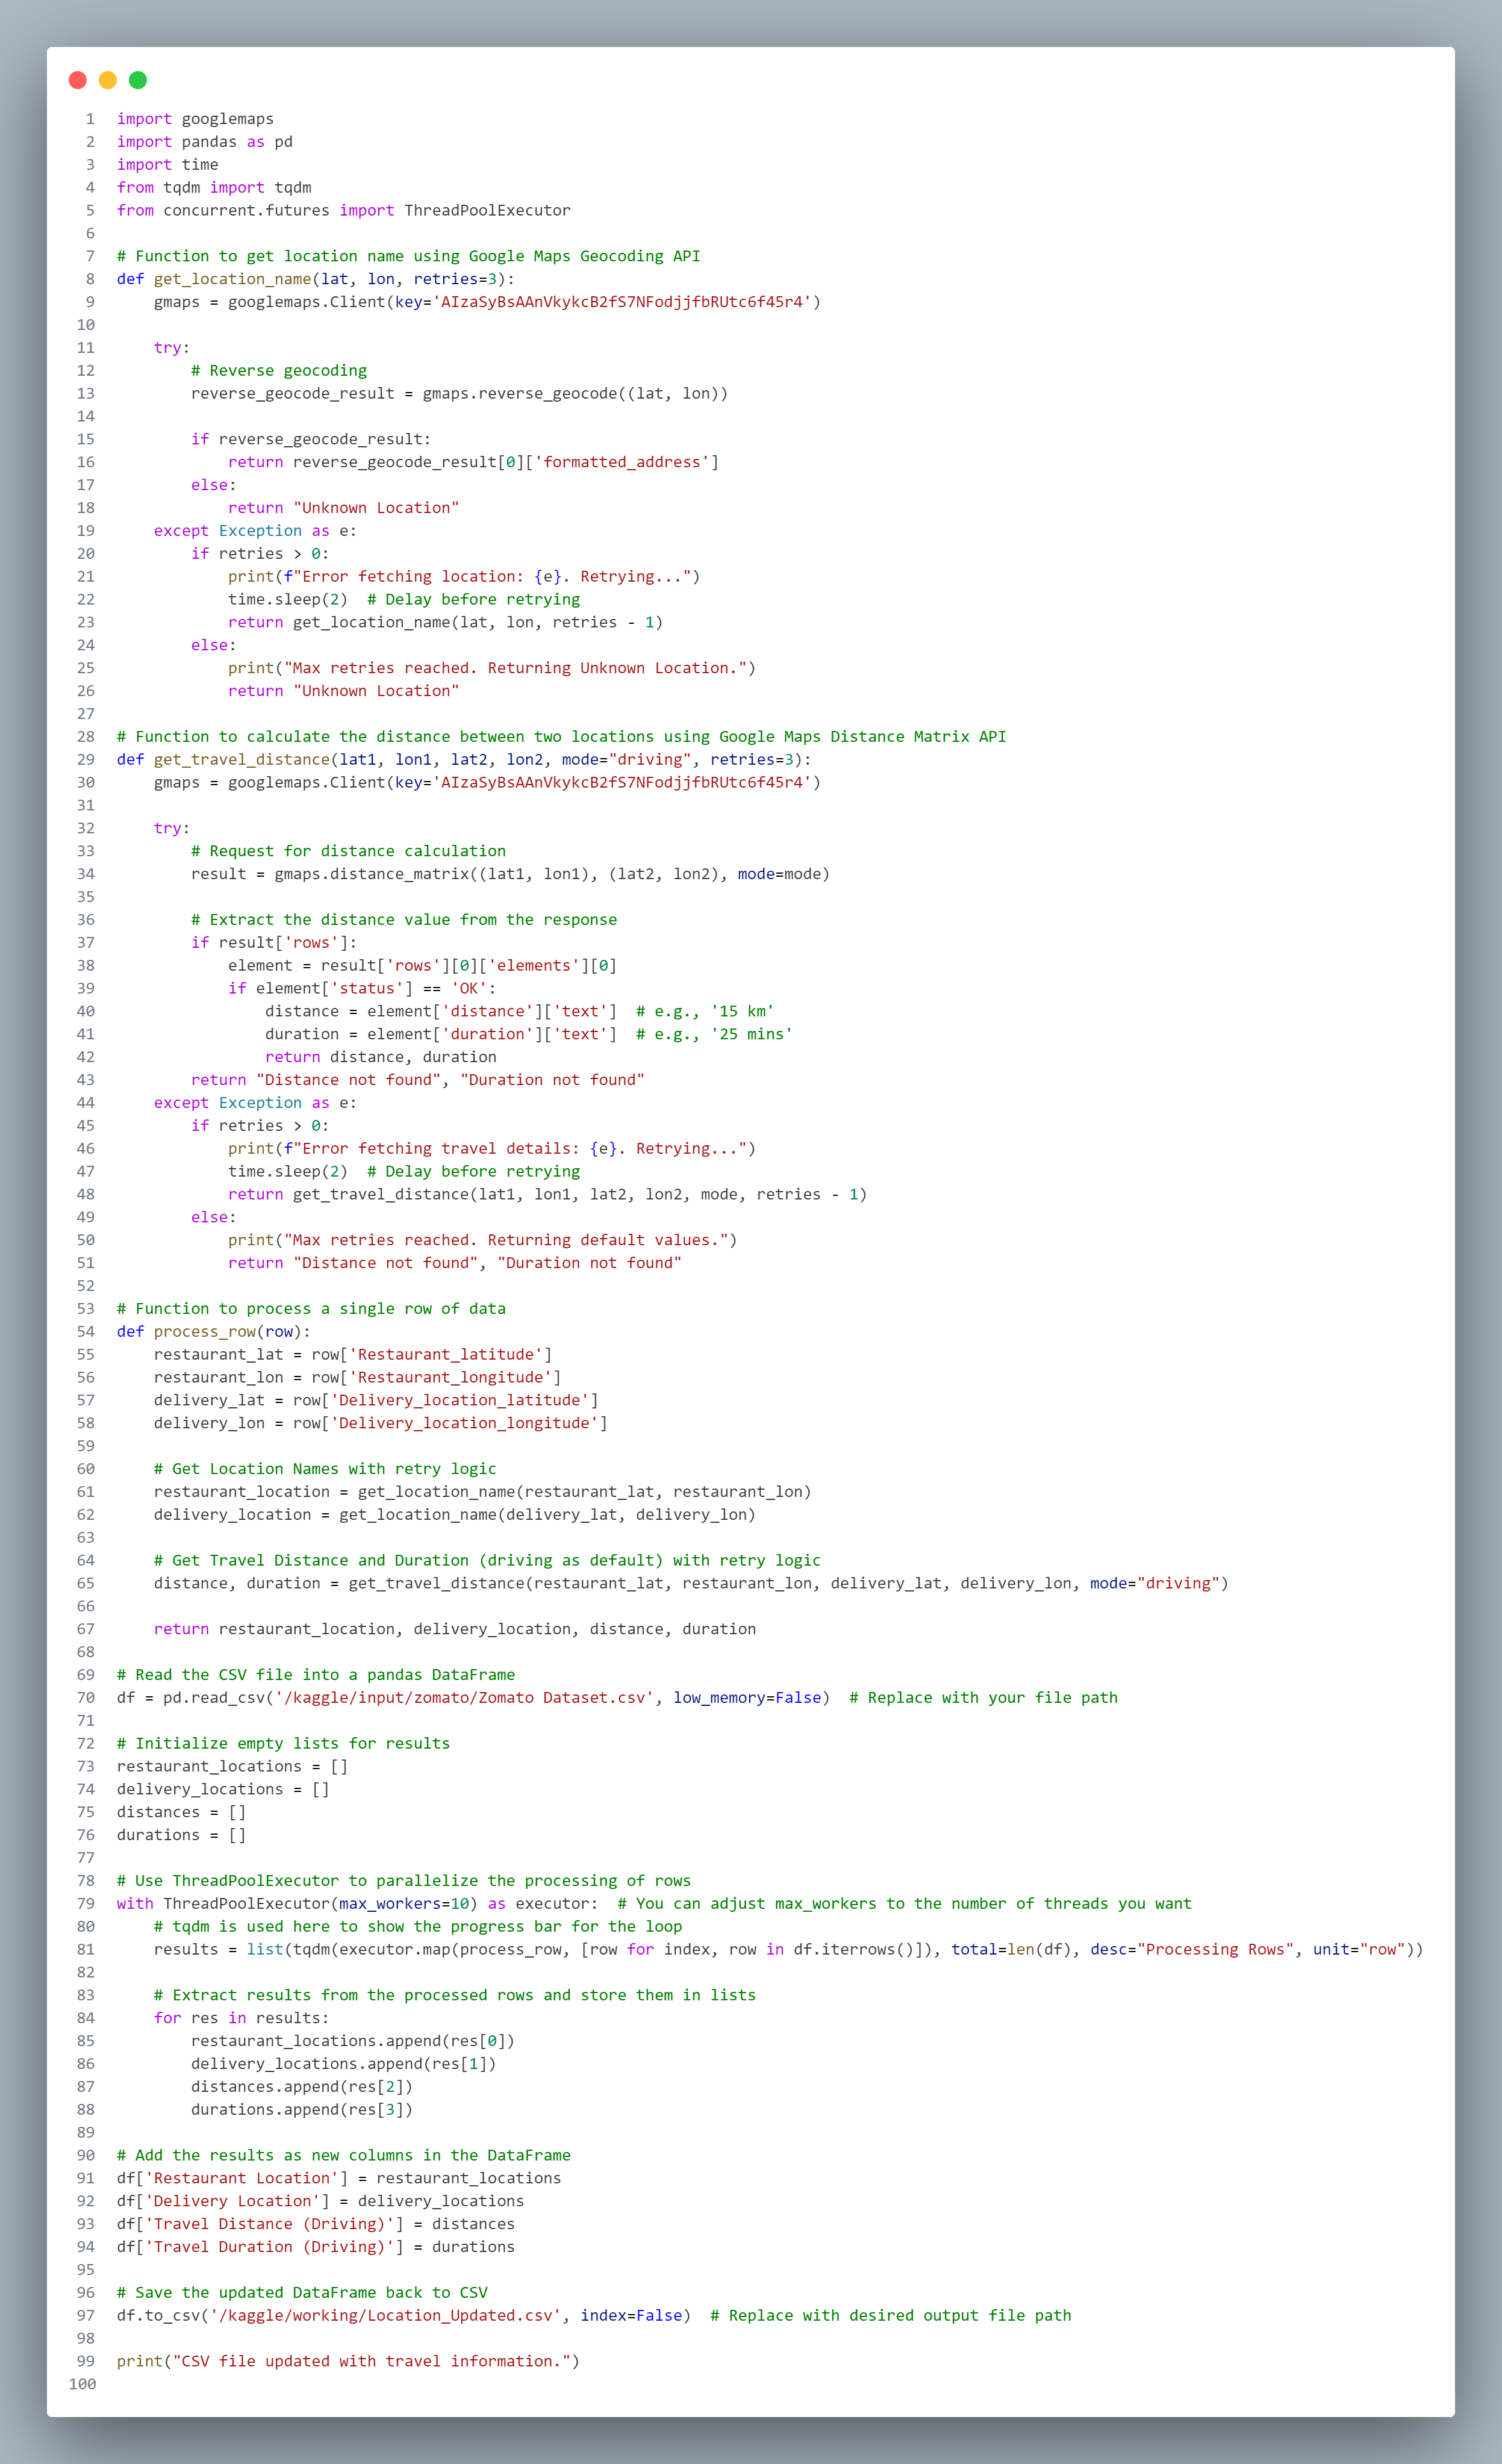 1 import googlemaps
2 import pandas as pd
3 import time
4 from tqdm import tqdm
5 from concurrent.futures import ThreadPoolExecutor
6
7 # Function to get location name using Google Maps Geocoding API
8 def get_location_name(lat, lon, retries=3):
9     gmaps = googlemaps.Client(key='AIzaSyBsAAnVkykcB2fS7NFodjjfbRUtc6f45r4')
10
11     try:
12         # Reverse geocoding
13         reverse_geocode_result = gmaps.reverse_geocode((lat, lon))
14
15         if reverse_geocode_result:
16             return reverse_geocode_result[0]['formatted_address']
17         else:
18             return "Unknown Location"
19     except Exception as e:
20         if retries > 0:
21             print(f"Error fetching location: {e}. Retrying...")
22             time.sleep(2)  # Delay before retrying
23             return get_location_name(lat, lon, retries - 1)
24         else:
25             print("Max retries reached. Returning Unknown Location.")
26             return "Unknown Location"
27
28 # Function to calculate the distance between two locations using Google Maps Distance Matrix API
29 def get_travel_distance(lat1, lon1, lat2, lon2, mode="driving", retries=3):
30     gmaps = googlemaps.Client(key='AIzaSyBsAAnVkykcB2fS7NFodjjfbRUtc6f45r4')
31
32     try:
33         # Request for distance calculation
34         result = gmaps.distance_matrix((lat1, lon1), (lat2, lon2), mode=mode)
35
36         # Extract the distance value from the response
37         if result['rows']:
38             element = result['rows'][0]['elements'][0]
39             if element['status'] == 'OK':
40                 distance = element['distance']['text']  # e.g., '15 km'
41                 duration = element['duration']['text']  # e.g., '25 mins'
42                 return distance, duration
43         return "Distance not found", "Duration not found"
44     except Exception as e:
45         if retries > 0:
46             print(f"Error fetching travel details: {e}. Retrying...")
47             time.sleep(2)  # Delay before retrying
48             return get_travel_distance(lat1, lon1, lat2, lon2, mode, retries - 1)
49         else:
50             print("Max retries reached. Returning default values.")
51             return "Distance not found", "Duration not found"
52
53 # Function to process a single row of data
54 def process_row(row):
55     restaurant_lat = row['Restaurant_latitude']
56     restaurant_lon = row['Restaurant_longitude']
57     delivery_lat = row['Delivery_location_latitude']
58     delivery_lon = row['Delivery_location_longitude']
59
60     # Get Location Names with retry logic
61     restaurant_location = get_location_name(restaurant_lat, restaurant_lon)
62     delivery_location = get_location_name(delivery_lat, delivery_lon)
63
64     # Get Travel Distance and Duration (driving as default) with retry logic
65     distance, duration = get_travel_distance(restaurant_lat, restaurant_lon, delivery_lat, delivery_lon, mode="driving")
66
67     return restaurant_location, delivery_location, distance, duration
68
69 # Read the CSV file into a pandas DataFrame
70 df = pd.read_csv('/kaggle/input/zomato/Zomato Dataset.csv', low_memory=False)  # Replace with your file path
71
72 # Initialize empty lists for results
73 restaurant_locations = []
74 delivery_locations = []
75 distances = []
76 durations = []
77
78 # Use ThreadPoolExecutor to parallelize the processing of rows
79 with ThreadPoolExecutor(max_workers=10) as executor:  # You can adjust max_workers to the number of threads you want
80     # tqdm is used here to show the progress bar for the loop
81     results = list(tqdm(executor.map(process_row, [row for index, row in df.iterrows()]), total=len(df), desc="Processing Rows", unit="row"))
82
83     # Extract results from the processed rows and store them in lists
84     for res in results:
85         restaurant_locations.append(res[0])
86         delivery_locations.append(res[1])
87         distances.append(res[2])
88         durations.append(res[3])
89
90 # Add the results as new columns in the DataFrame
91 df['Restaurant Location'] = restaurant_locations
92 df['Delivery Location'] = delivery_locations
93 df['Travel Distance (Driving)'] = distances
94 df['Travel Duration (Driving)'] = durations
95
96 # Save the updated DataFrame back to CSV
97 df.to_csv('/kaggle/working/Location_Updated.csv', index=False)  # Replace with desired output file path
98
99 print("CSV file updated with travel information.")
100